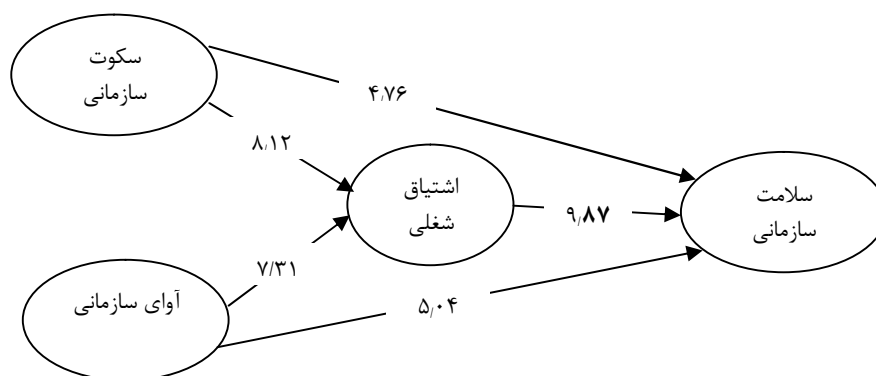 سکوت
سازمانی
۴٫۷۶
۸٫۱۲
اشتیاق
شغلی
۹٫۸۷
سلامت
سازمانی
۷/۳۱
آوای سازمانی
۵٫۰۴